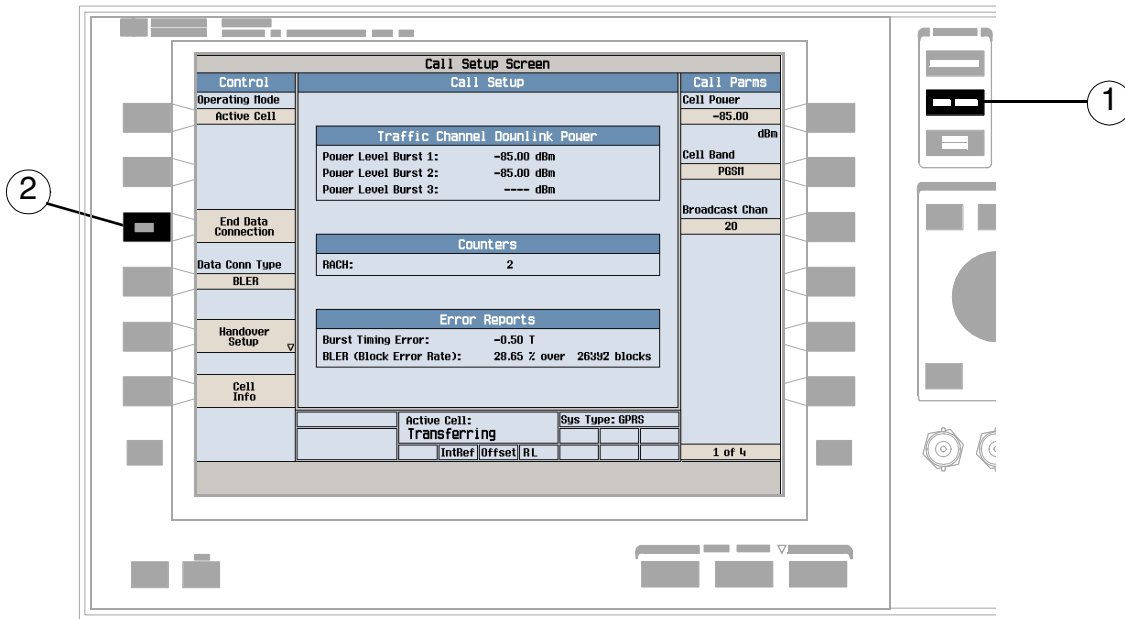 Call Setup Screen
Control
Call Setup
Call Parms
Operating Mode
Active Cell
End Data
Connection
Data Conn Type
BLER
Handover
Setup
Cell
Info
Traffic Channel Downlink Power
Power Level Burst 1: -85.00 dBm
Power Level Burst 2: -85.00 dBm
Power Level Burst 3: ---- dBm
Counters
RACH: 2
Error Reports
Burst Timing Error: -0.50 T
BLER (Block Error Rate): 28.65 % over 26392 blocks
Cell Power
-85.00
dBm
Cell Band
PGSM
Broadcast Chan
20
Active Cell:
Transferring
Sys Type: GPRS
IntRef Offset RL
1 of 4
1
2